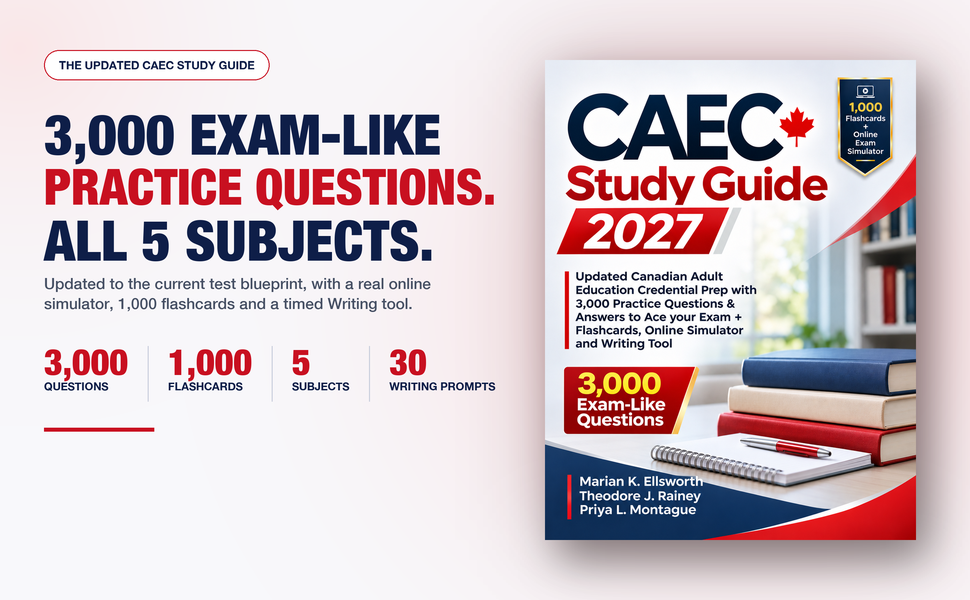 THE UPDATED CAEC STUDY GUIDE
3,000 EXAM-LIKE
PRACTICE QUESTIONS.
ALL 5 SUBJECTS.
Updated to the current test blueprint, with a real online
simulator, 1,000 flashcards and a timed Writing tool.
3,000
QUESTIONS
1,000
FLASHCARDS
5
SUBJECTS
30
WRITING PROMPTS
CAEC
Study Guide
2027
1,000
Flashcards
+
Online
Exam
Simulator
Updated Canadian Adult
Education Credential Prep with
3,000 Practice Questions &
Answers to Ace your Exam +
Flashcards, Online Simulator
and Writing Tool
3,000
Exam-Like
Questions
Marian K. Ellsworth
Theodore J. Rainey
Priya L. Montague